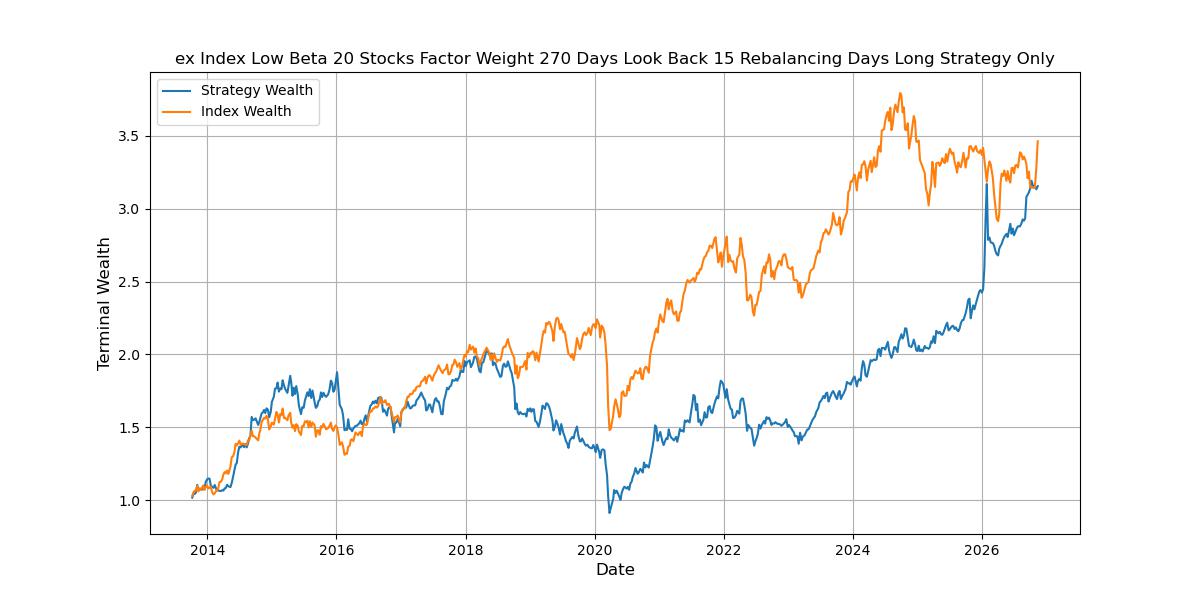 ex Index Low Beta 20 Stocks Factor Weight 270 Days Look Back 15 Rebalancing Days Long Strategy Only
Strategy Wealth
Index Wealth
Terminal Wealth
3.5
3.0
2.5
2.0
1.5
1.0
2014 2016 2018 2020 2022 2024 2026
Date